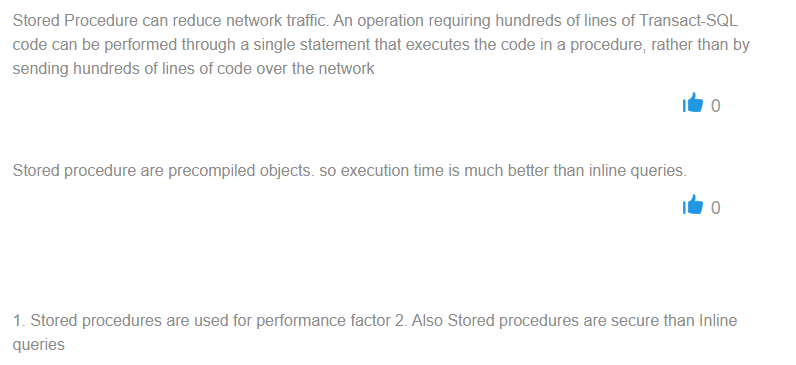 Stored Procedure can reduce network traffic. An operation requiring hundreds of lines of Transact-SQL
code can be performed through a single statement that executes the code in a procedure, rather than by
sending hundreds of lines of code over the network
0
Stored procedure are precompiled objects. so execution time is much better than inline queries.
0
1. Stored procedures are used for performance factor 2. Also Stored procedures are secure than Inline
queries